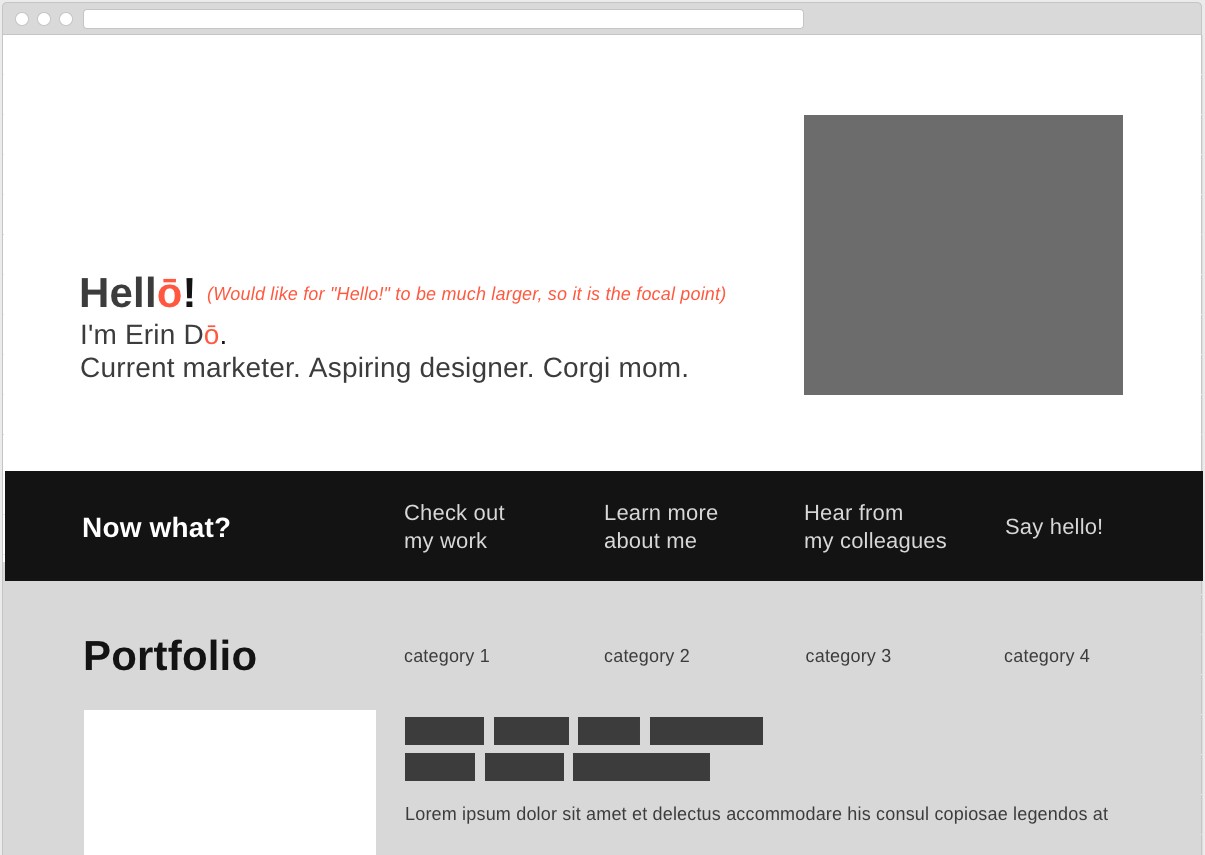 Hellō! (Would like for "Hello!" to be much larger, so it is the focal point)
I'm Erin Dō.
Current marketer. Aspiring designer. Corgi mom.
Now what?
Check out
my work
Learn more
about me
Hear from
my colleagues
Say hello!
Portfolio
category 1
category 2
category 3
category 4
Lorem ipsum dolor sit amet et delectus accommodare his consul copiosae legendos at